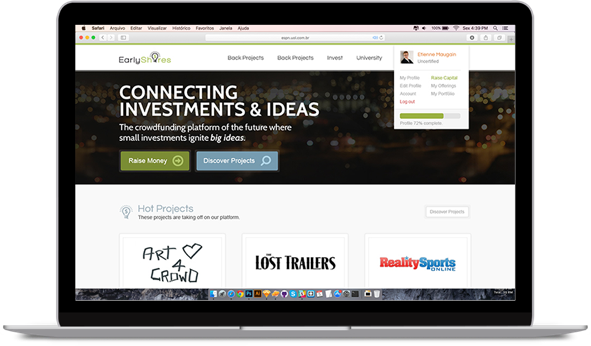 Safari Arquivo Editar Visualizar Histórico Favoritos Janela Ajuda
100% Sex 4:39 PM
EarlyShares
Back Projects Back Projects Invest University
Etienne Maugain
Unverified
My Profile Raise Capital
Edit Profile My Offerings
Account My Portfolio
Log out
Profile 72% complete.
CONNECTING
INVESTMENTS & IDEAS
The crowdfunding platform of the future where
small investments ignite big ideas.
Raise Money Discover Projects
Hot Projects
These projects are taking off on our platform.
Discover Projects
ART
4
CROWD
THE
LOST TRAILERS
RealitySports
ONLINE